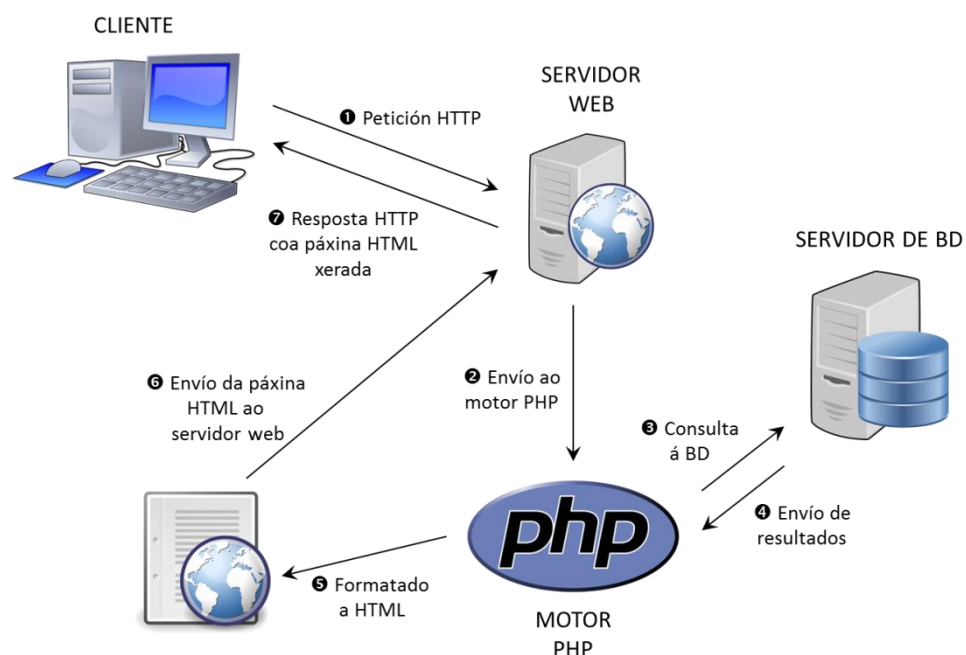 CLIENTE
SERVIDOR
WEB
❶ Petición HTTP
❼ Resposta HTTP
coa páxina HTML
xerada
SERVIDOR DE BD
❻ Envío da páxina
HTML ao
servidor web
❷ Envío ao
motor PHP
❸ Consulta
á BD
❹ Envío de
resultados
php
❺ Formatado
a HTML
MOTOR
PHP